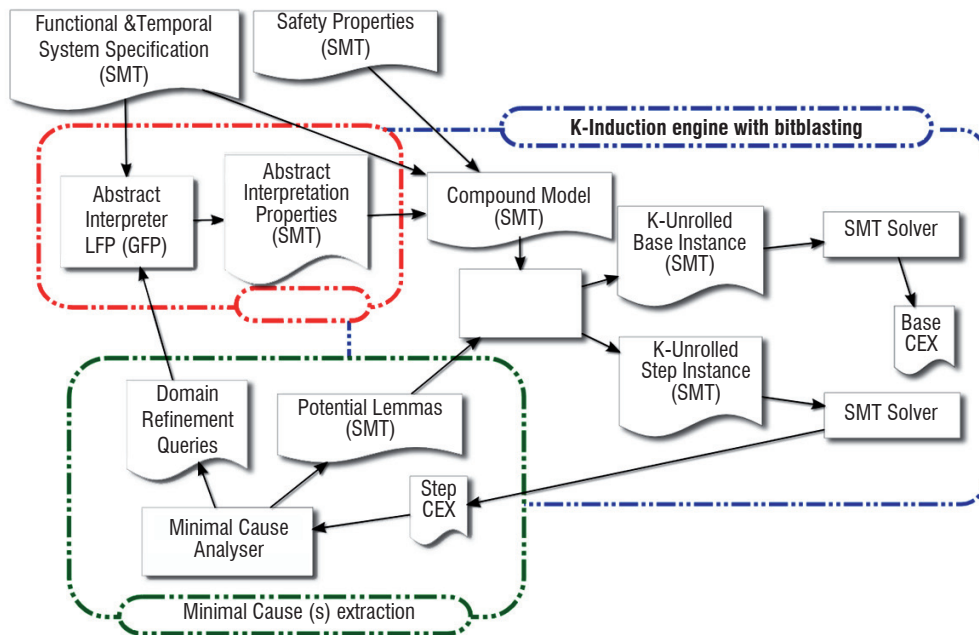 Functional &Temporal
System Specification
(SMT)
Safety Properties
(SMT)
K-Induction engine with bitblasting
Abstract
Interpreter
LFP (GFP)
Abstract
Interpretation
Properties
(SMT)
Compound Model
(SMT)
K-Unrolled
Base Instance
(SMT)
SMT Solver
Base
CEX
K-Unrolled
Step Instance
(SMT)
SMT Solver
Domain
Refinement
Queries
Potential Lemmas
(SMT)
Step
CEX
Minimal Cause
Analyser
Minimal Cause (s) extraction